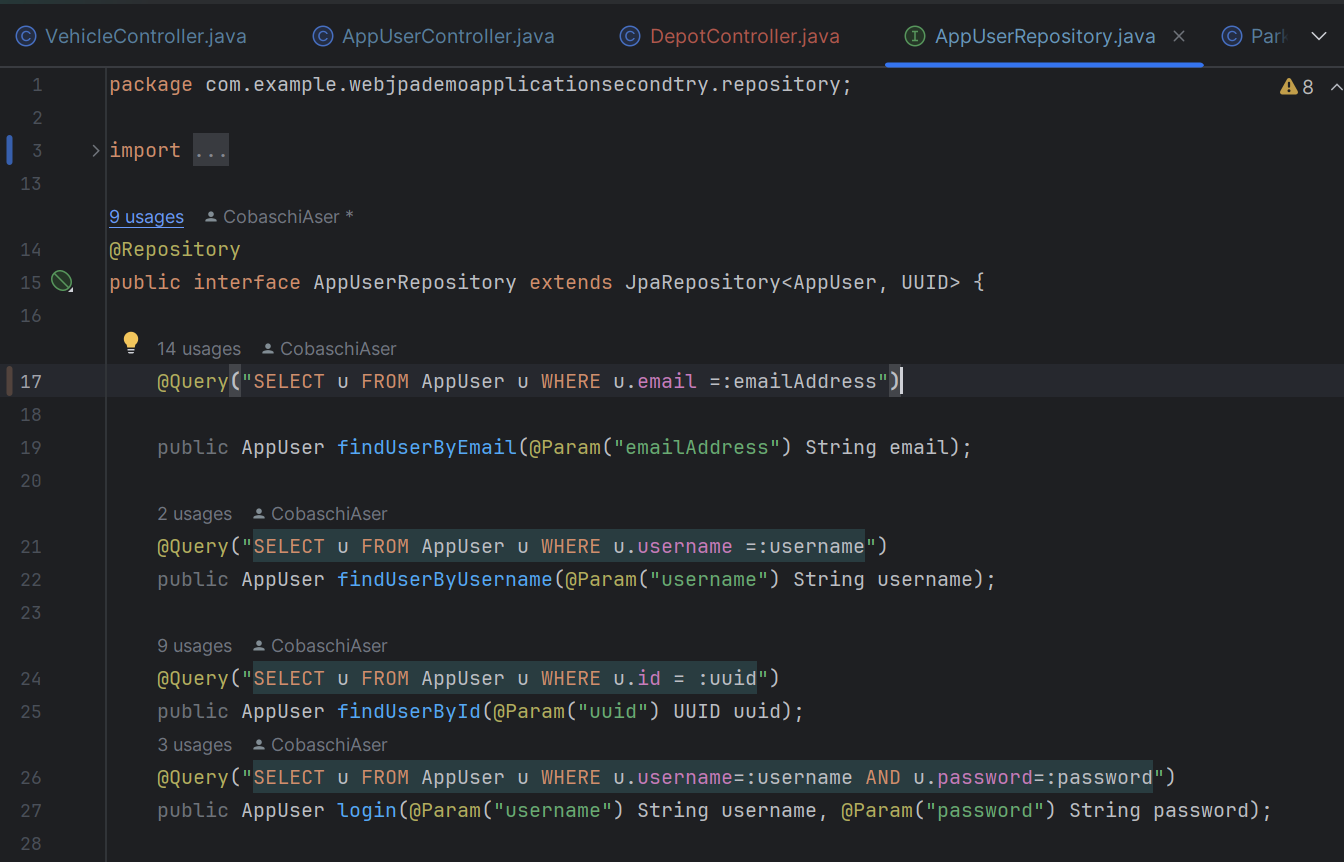 VehicleController.java AppUserController.java DepotController.java AppUserRepository.java Park
1 package com.example.webjpademoapplicationsecondtry.repository; 8
2
3 import ...
13
9 usages CobaschiAser *
14 @Repository
15 public interface AppUserRepository extends JpaRepository<AppUser, UUID> {
16
14 usages CobaschiAser
17 @Query("SELECT u FROM AppUser u WHERE u.email =:emailAddress")
18
19 public AppUser findUserByEmail(@Param("emailAddress") String email);
20
2 usages CobaschiAser
21 @Query("SELECT u FROM AppUser u WHERE u.username =:username")
22 public AppUser findUserByUsername(@Param("username") String username);
23
9 usages CobaschiAser
24 @Query("SELECT u FROM AppUser u WHERE u.id = :uuid")
25 public AppUser findUserById(@Param("uuid") UUID uuid);
3 usages CobaschiAser
26 @Query("SELECT u FROM AppUser u WHERE u.username=:username AND u.password=:password")
27 public AppUser login(@Param("username") String username, @Param("password") String password);
28